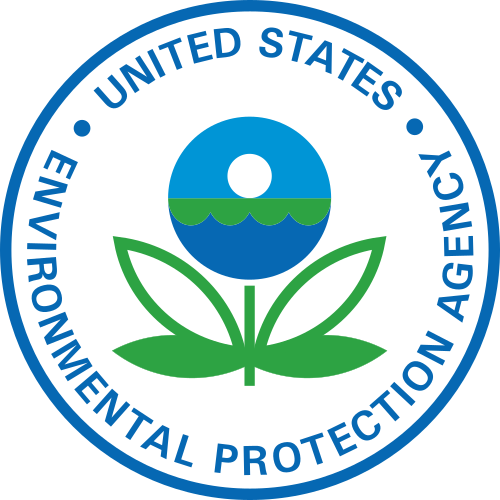 UNITED STATES
ENVIRONMENTAL PROTECTION AGENCY